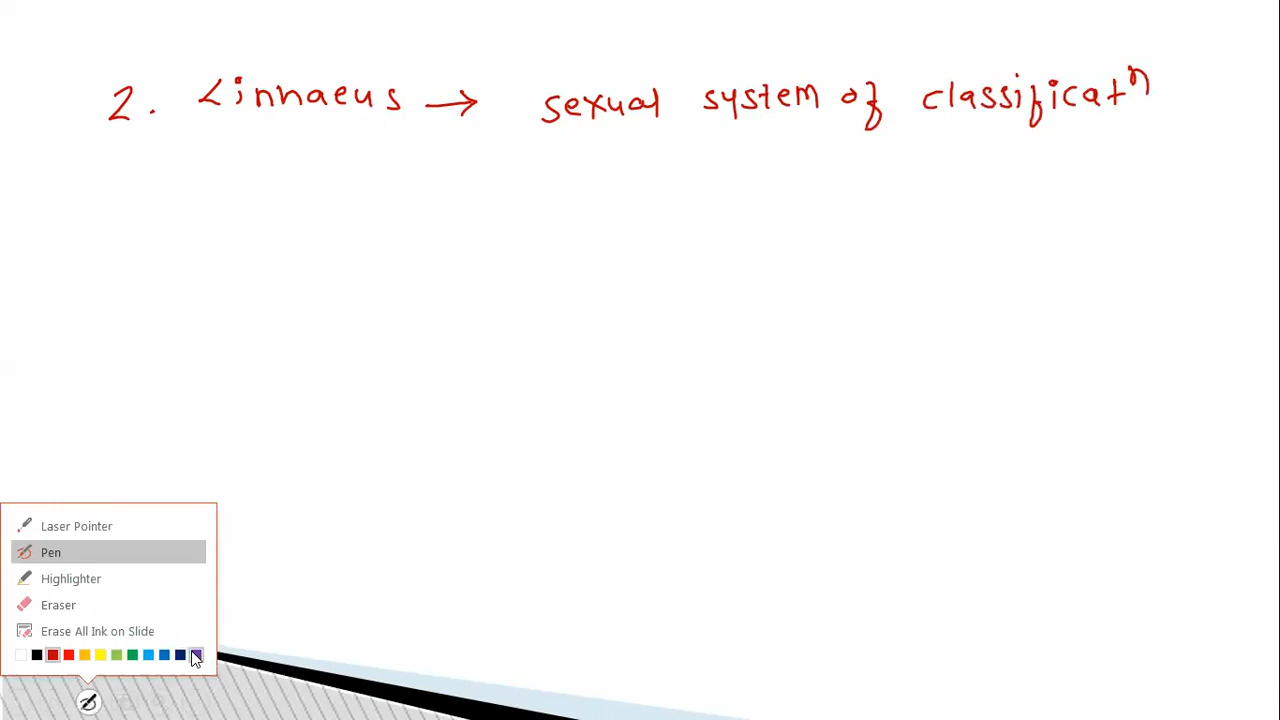 2. Linnaeus → sexual system of classificatⁿ
Laser Pointer
Pen
Highlighter
Eraser
Erase All Ink on Slide